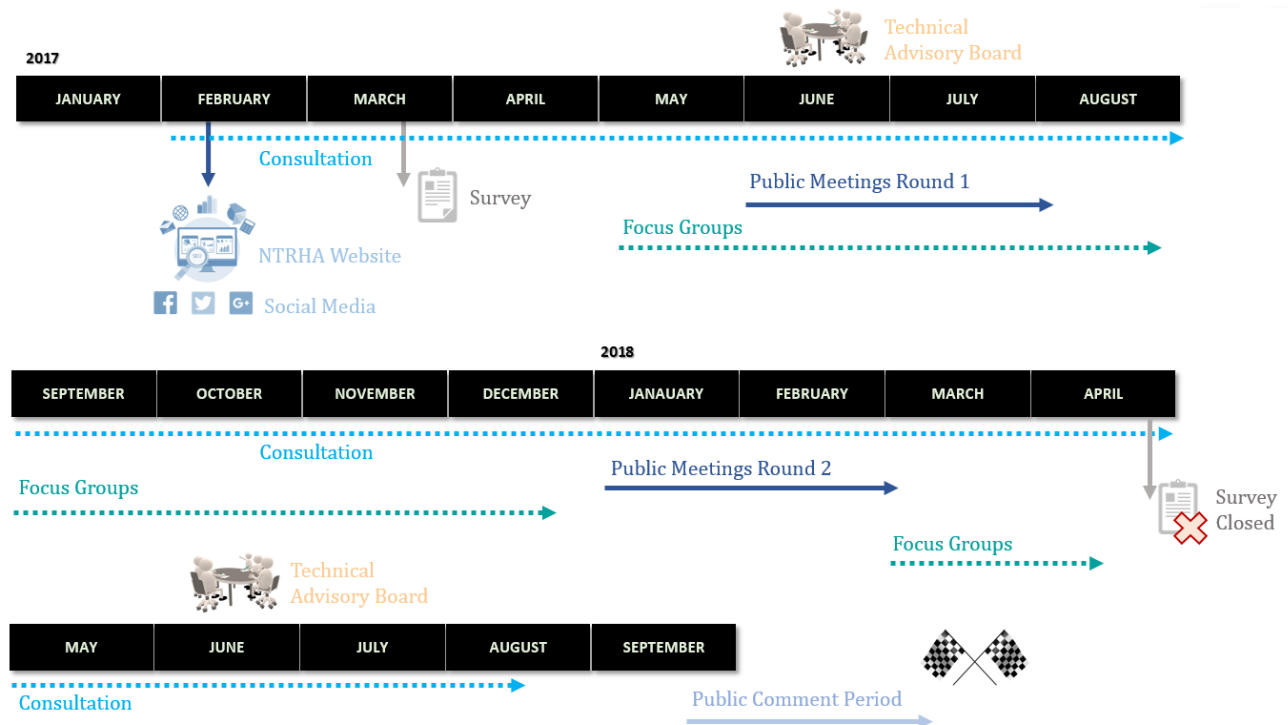 Technical
Advisory Board
2017
JANUARY FEBRUARY MARCH APRIL MAY JUNE JULY AUGUST
Consultation
Survey
Public Meetings Round 1
Focus Groups
NTRHA Website
Social Media
2018
SEPTEMBER OCTOBER NOVEMBER DECEMBER JANAUARY FEBRUARY MARCH APRIL
Consultation
Public Meetings Round 2
Focus Groups
Survey
Closed
Focus Groups
Technical
Advisory Board
MAY JUNE JULY AUGUST SEPTEMBER
Consultation
Public Comment Period